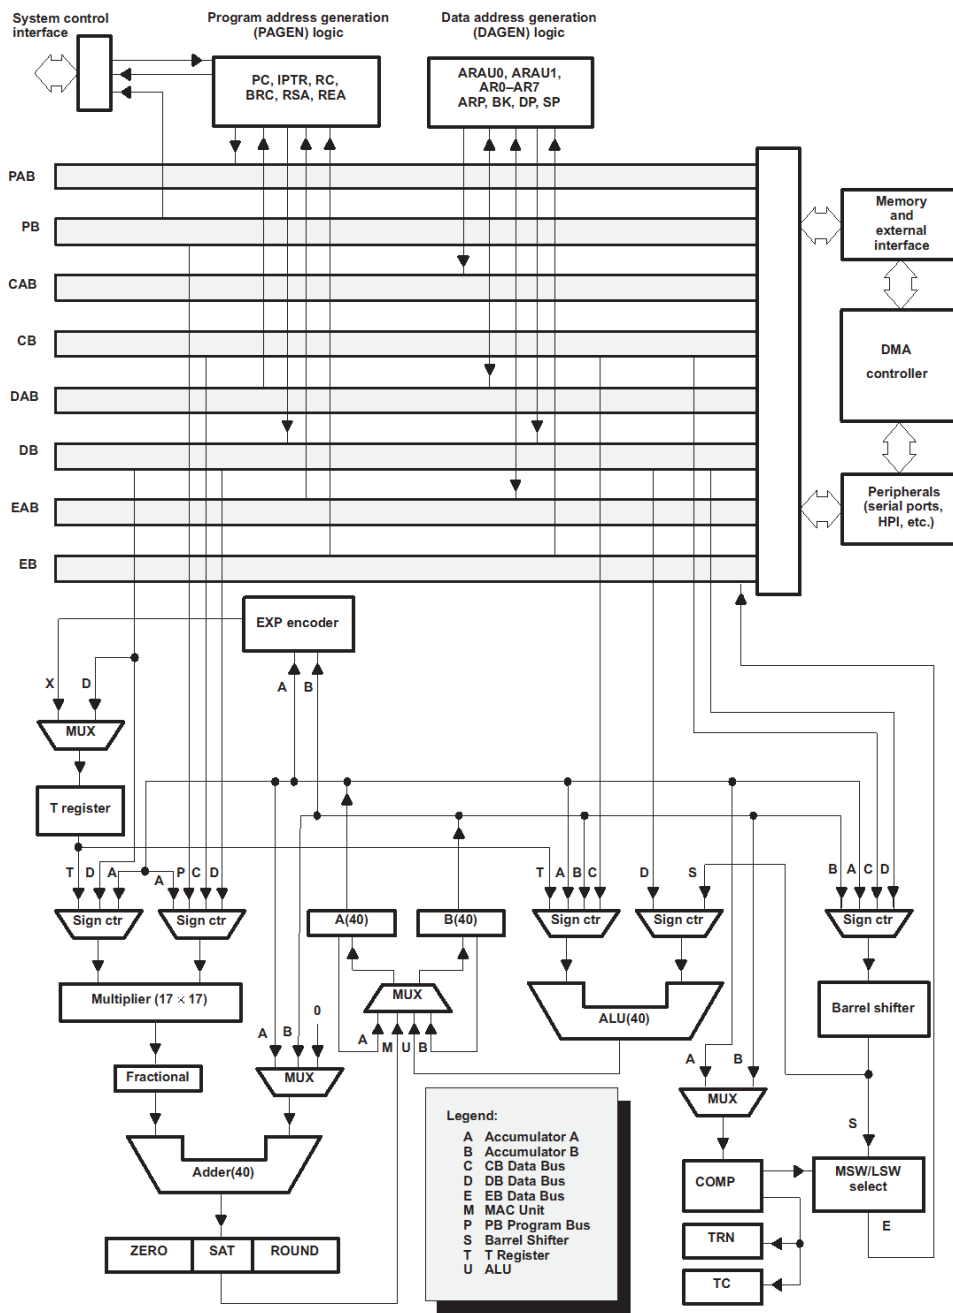 System control
interface
Program address generation
(PAGEN) logic
Data address generation
(DAGEN) logic
PC, IPTR, RC,
BRC, RSA, REA
ARAU0, ARAU1,
AR0–AR7
ARP, BK, DP, SP
PAB
PB
CAB
CB
DAB
DB
EAB
EB
Memory
and
external
interface
DMA
controller
Peripherals
(serial ports,
HPI, etc.)
EXP encoder
X
D
A
B
MUX
T register
T
D
A
A
P
C
D
T
A
B
C
D
S
B
A
C
D
Sign ctr
Sign ctr
A(40)
B(40)
Sign ctr
Sign ctr
Sign ctr
Multiplier (17 × 17)
MUX
ALU(40)
Barrel shifter
A
B
0
A
M
U
B
A
B
Fractional
MUX
MUX
S
Adder(40)
COMP
MSW/LSW
select
E
ZERO
SAT
ROUND
TRN
TC
Legend:
A Accumulator A
B Accumulator B
C CB Data Bus
D DB Data Bus
E EB Data Bus
M MAC Unit
P PB Program Bus
S Barrel Shifter
T T Register
U ALU